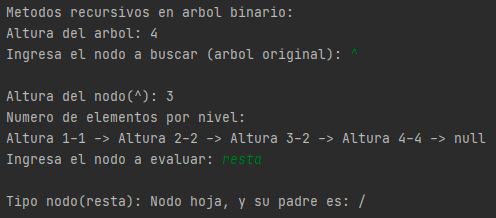 Metodos recursivos en arbol binario:
Altura del arbol: 4
Ingresa el nodo a buscar (arbol original): ^
Altura del nodo(^): 3
Numero de elementos por nivel:
Altura 1-1 -> Altura 2-2 -> Altura 3-2 -> Altura 4-4 -> null
Ingresa el nodo a evaluar: resta
Tipo nodo(resta): Nodo hoja, y su padre es: /